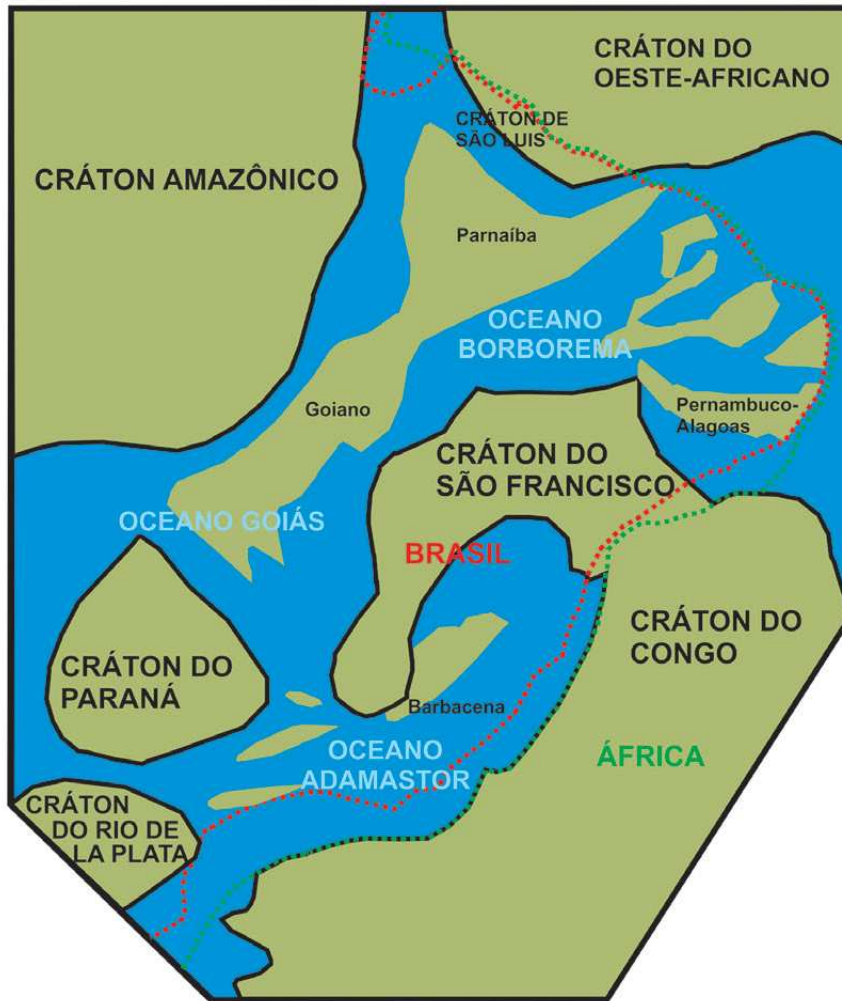 CRÁTON DO
OESTE-AFRICANO
CRÁTON DE
SÃO LUIS
CRÁTON AMAZÔNICO
Parnaíba
OCEANO
BORBOREMA
Goiano
Pernambuco-
Alagoas
CRÁTON DO
SÃO FRANCISCO
OCEANO GOIÁS
BRASIL
CRÁTON DO
CONGO
CRÁTON DO
PARANÁ
Barbacena
OCEANO
ADAMASTOR
ÁFRICA
CRÁTON
DO RIO DE
LA PLATA